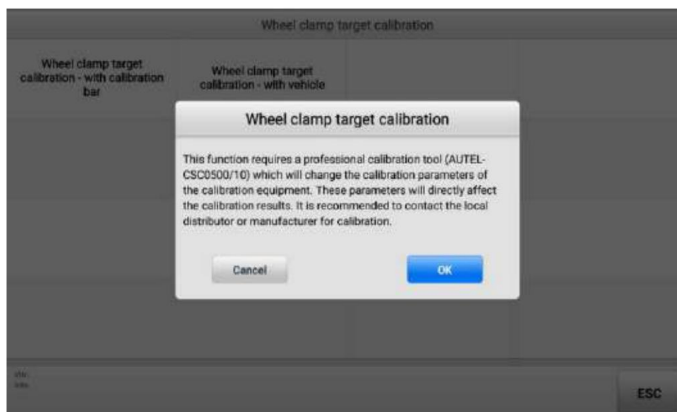 Wheel clamp target calibration
Wheel clamp target
calibration - with calibration
bar
Wheel clamp target
calibration - with vehicle
Wheel clamp target calibration
This function requires a professional calibration tool (AUTEL-
CSC0500/10) which will change the calibration parameters of
the calibration equipment. These parameters will directly affect
the calibration results. It is recommended to contact the local
distributor or manufacturer for calibration.
Cancel
OK
ESC